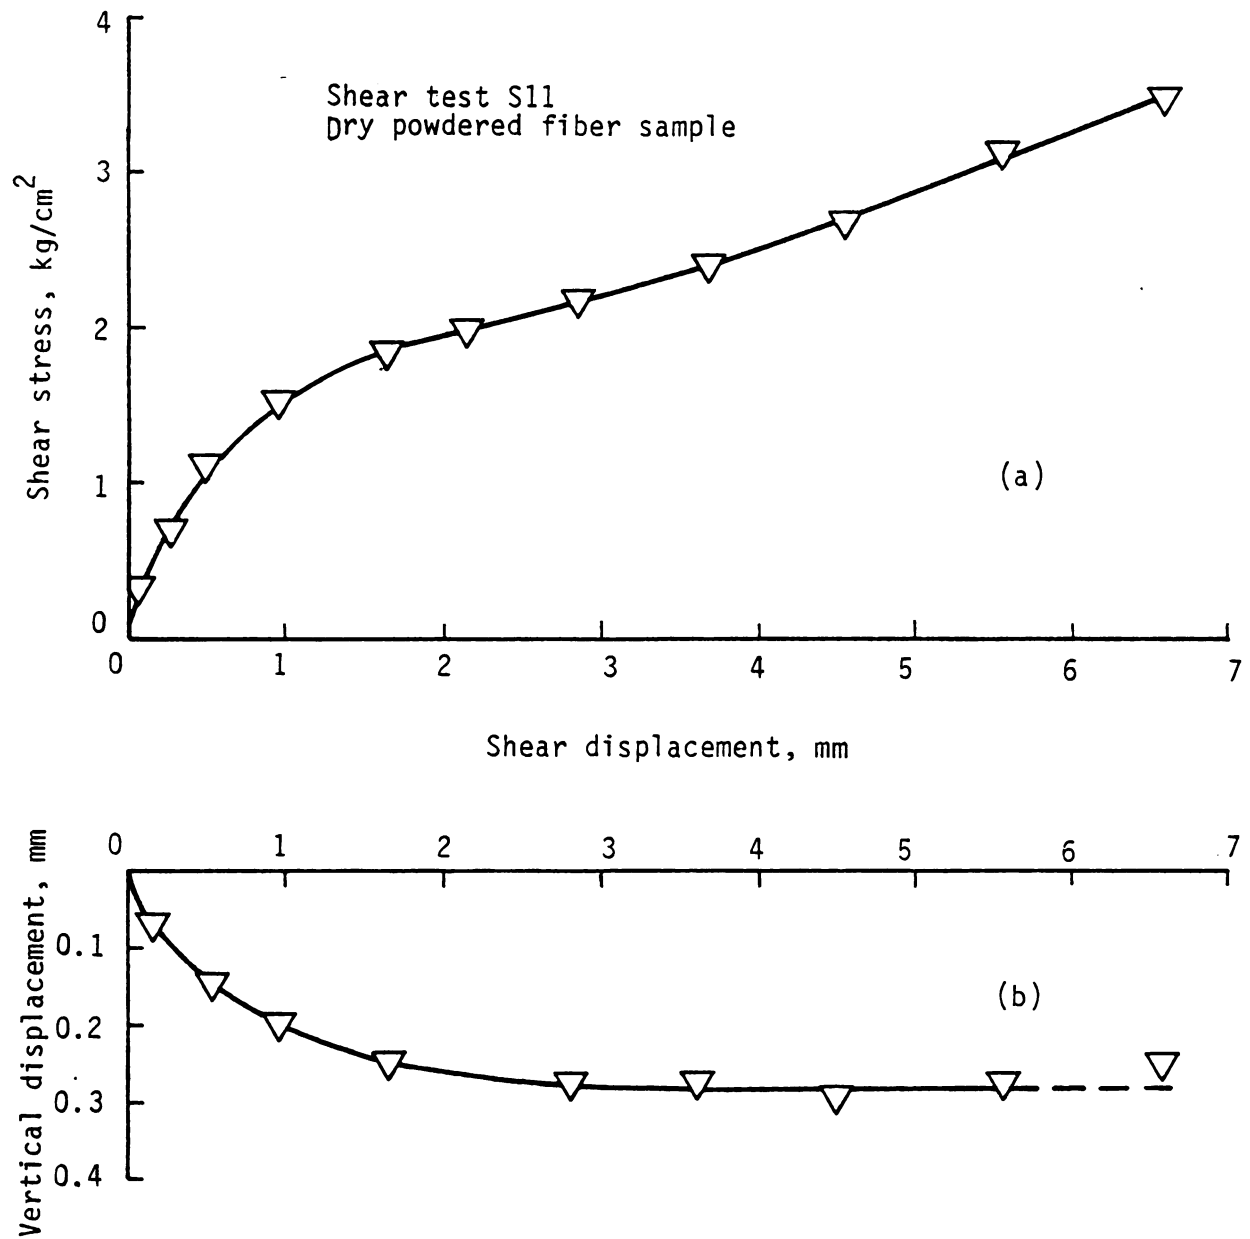 4
Shear test S11
Dry powdered fiber sample
3
Shear stress, kg/cm2
2
(a)
1
0
0 1 2 3 4 5 6 7
Shear displacement, mm
0 1 2 3 4 5 6 7
Vertical displacement, mm
0.1
(b)
0.2
0.3
0.4